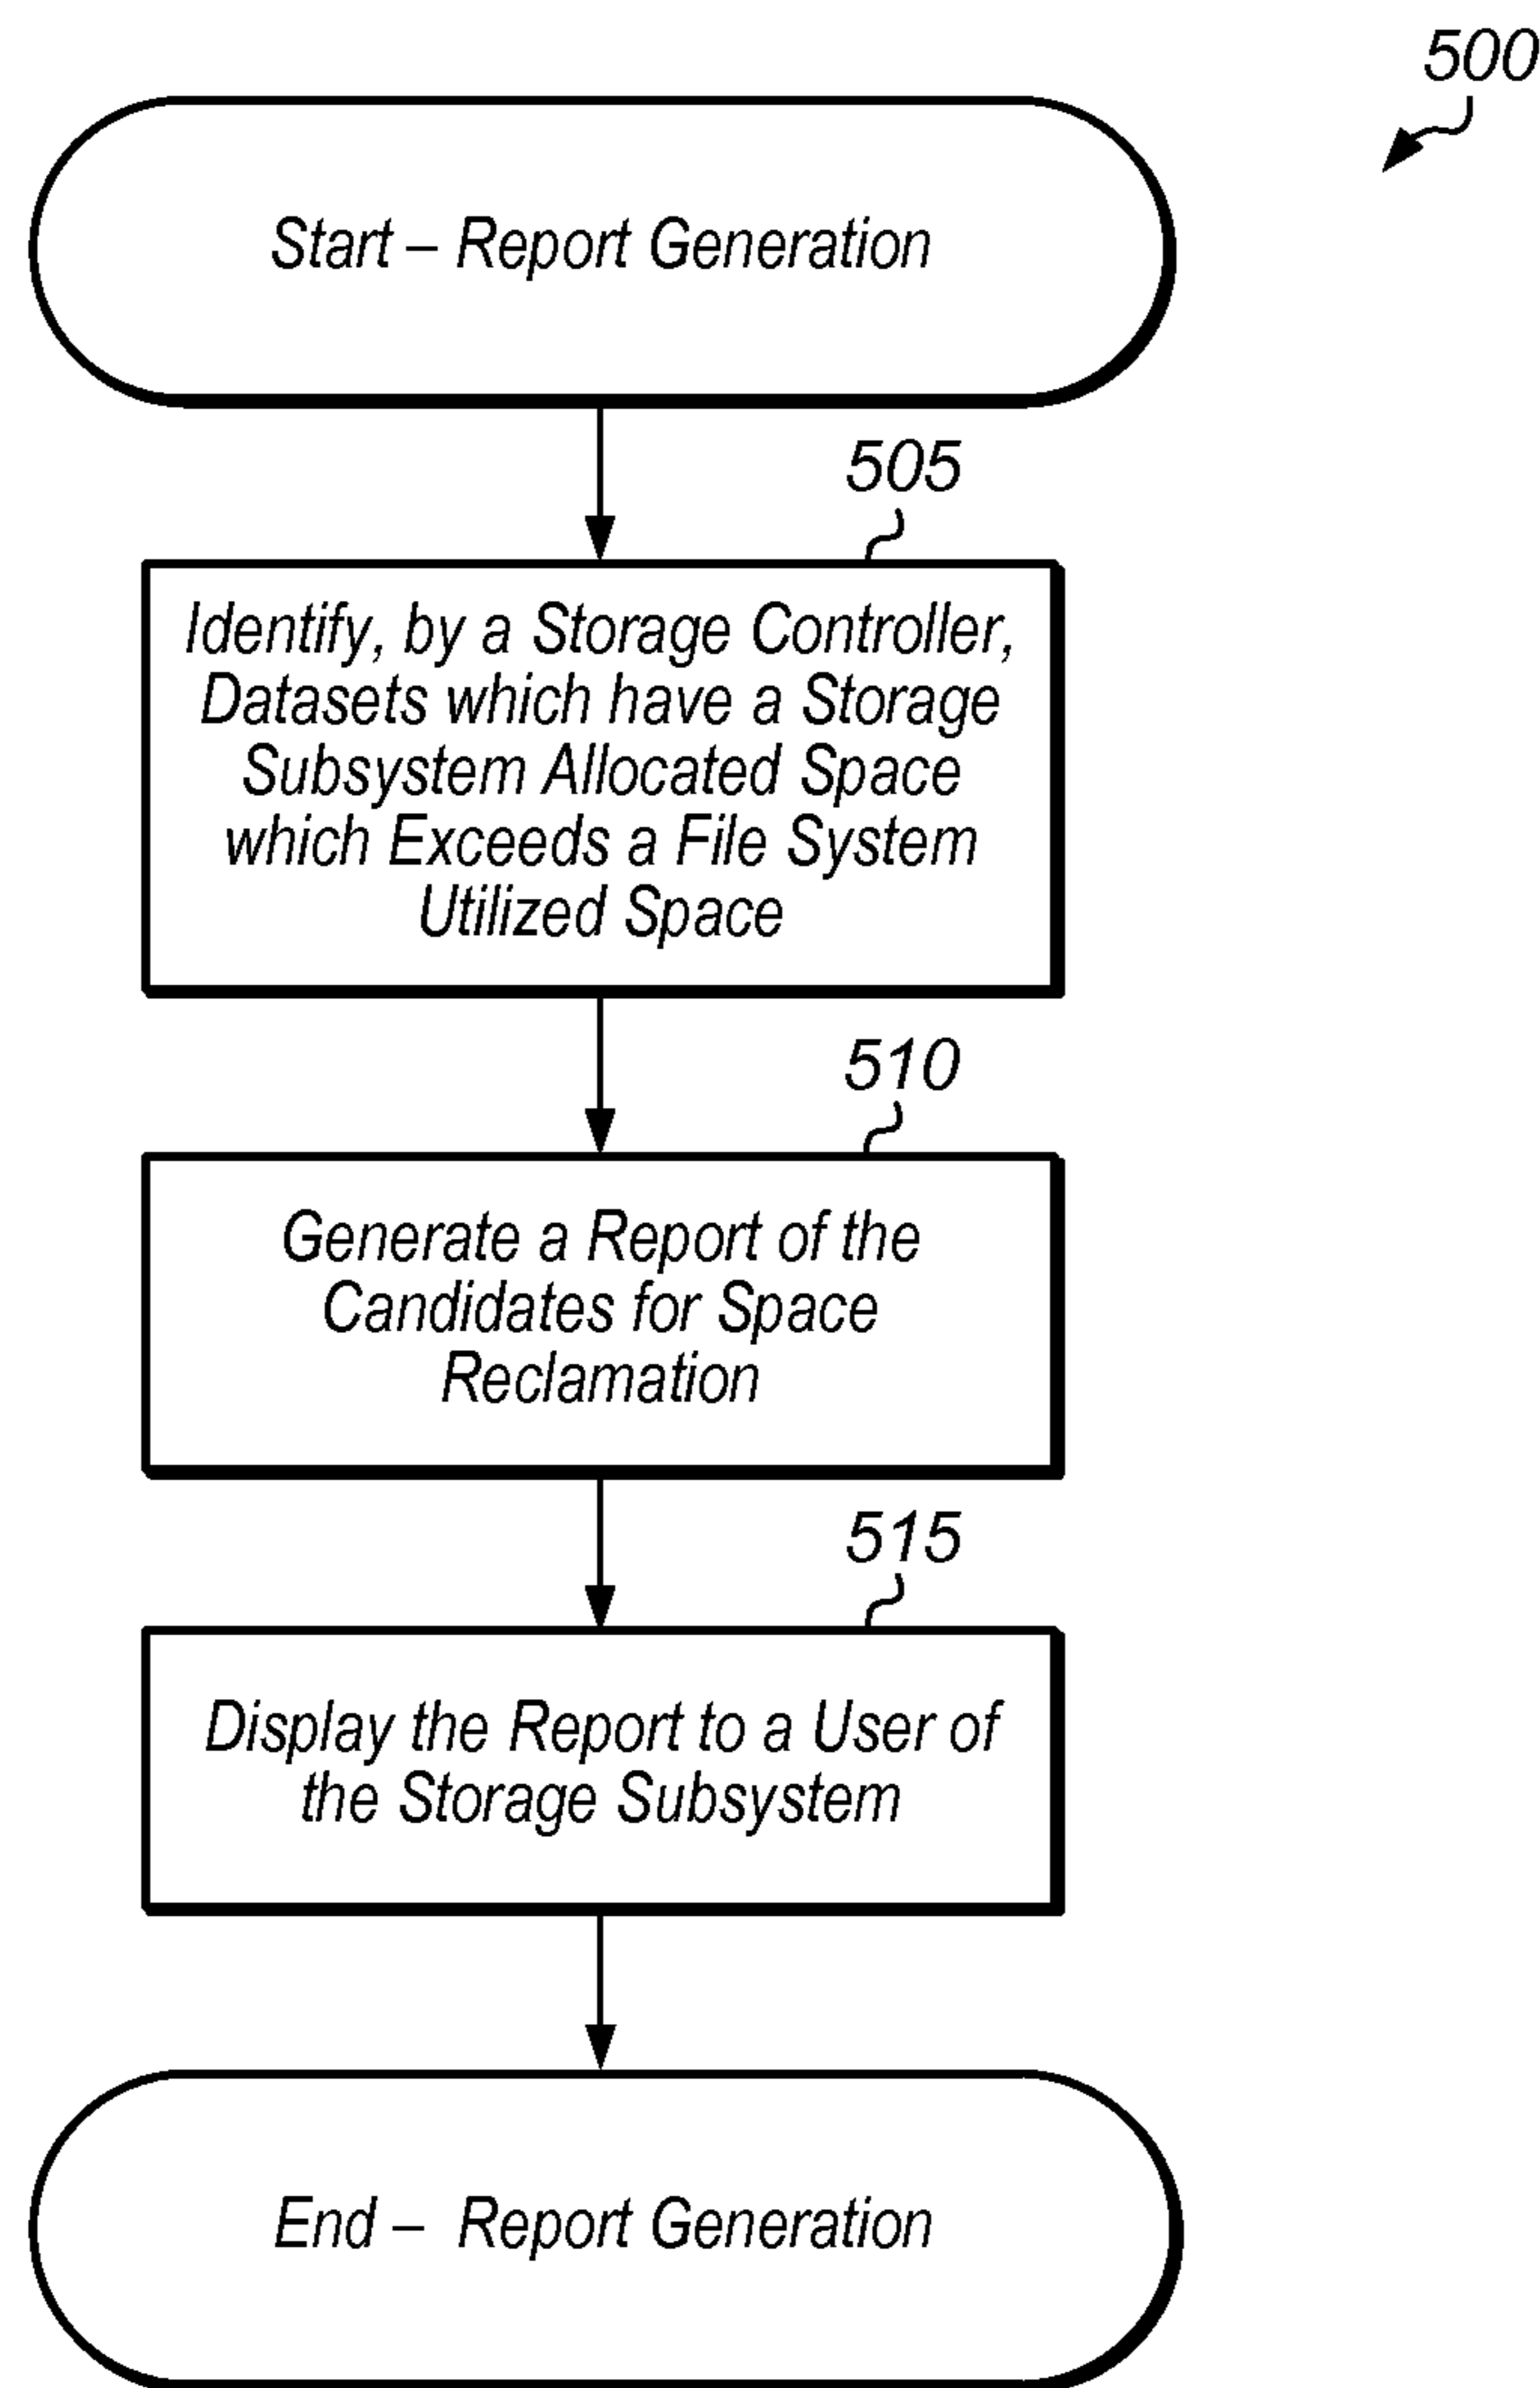 500
Start – Report Generation
505
Identify, by a Storage Controller,
Datasets which have a Storage
Subsystem Allocated Space
which Exceeds a File System
Utilized Space
510
Generate a Report of the
Candidates for Space
Reclamation
515
Display the Report to a User of
the Storage Subsystem
End – Report Generation